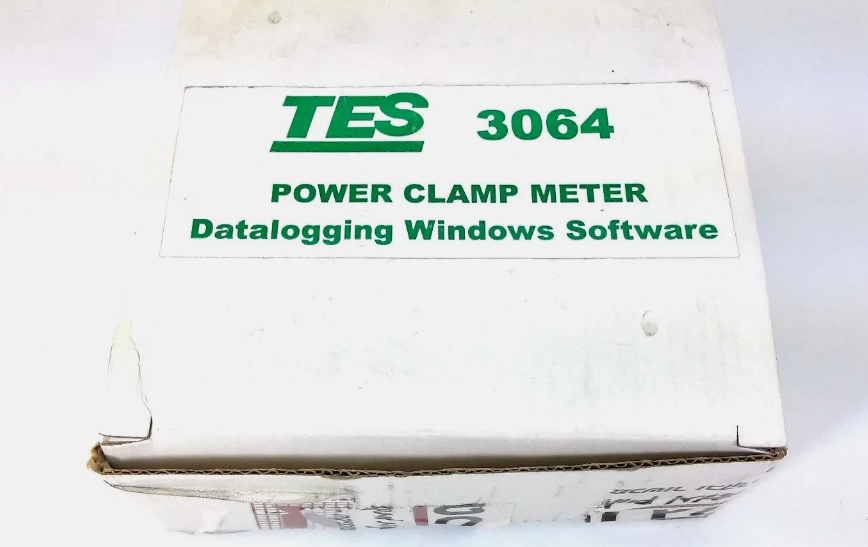 TES 3064
POWER CLAMP METER
Datalogging Windows Software